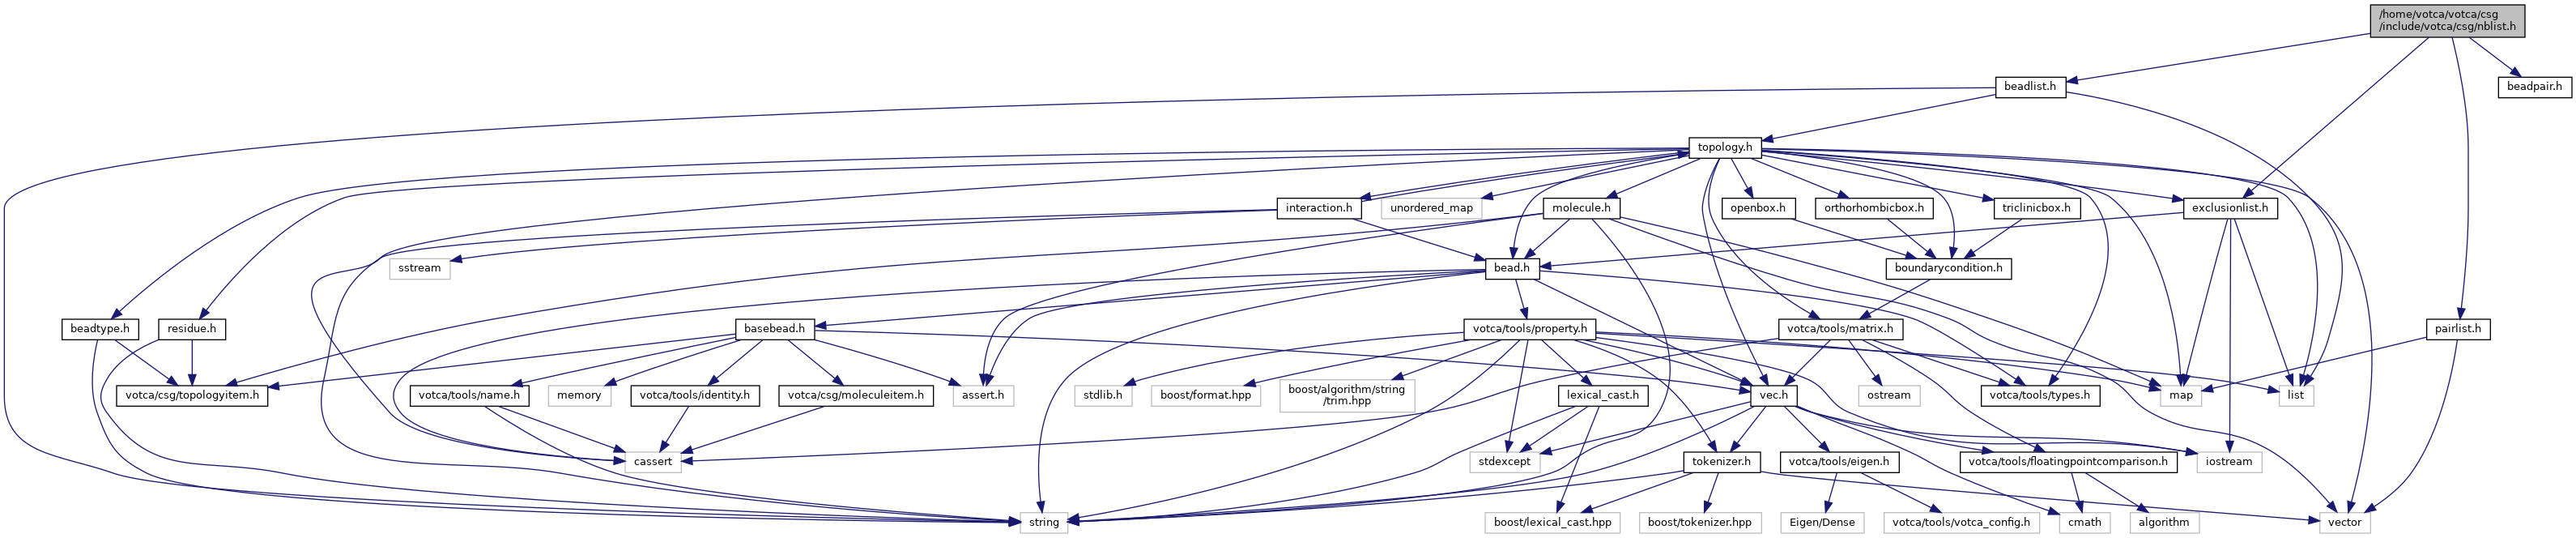 /home/votca/votca/csg
/include/votca/csg/nblist.h
beadlist.h
beadpair.h
topology.h
interaction.h
unordered_map
molecule.h
openbox.h
orthorhombicbox.h
triclinicbox.h
exclusionlist.h
sstream
bead.h
boundarycondition.h
beadtype.h
residue.h
basebead.h
votca/tools/property.h
votca/tools/matrix.h
pairlist.h
votca/csg/topologyitem.h
votca/tools/name.h
memory
votca/tools/identity.h
votca/csg/moleculeitem.h
assert.h
stdlib.h
boost/format.hpp
boost/algorithm/string
/trim.hpp
lexical_cast.h
vec.h
ostream
votca/tools/types.h
map
list
cassert
stdexcept
tokenizer.h
votca/tools/eigen.h
votca/tools/floatingpointcomparison.h
iostream
string
boost/lexical_cast.hpp
boost/tokenizer.hpp
Eigen/Dense
votca/tools/votca_config.h
cmath
algorithm
vector